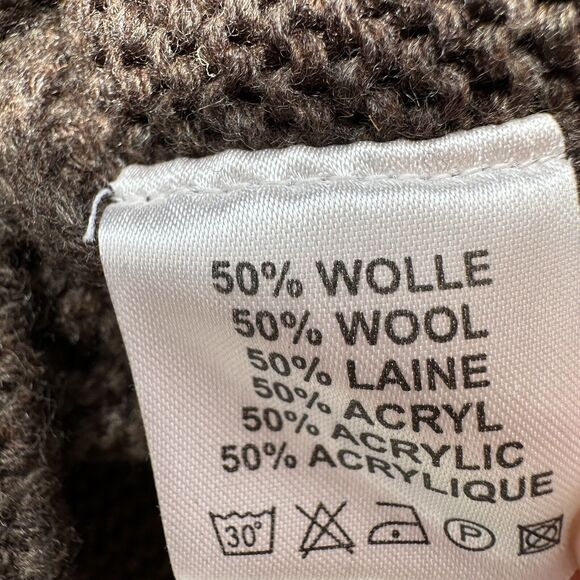 50% WOLLE
50% WOOL
50% LAINE
50% ACRYL
50% ACRYLIC
50% ACRYLIQUE
30° P